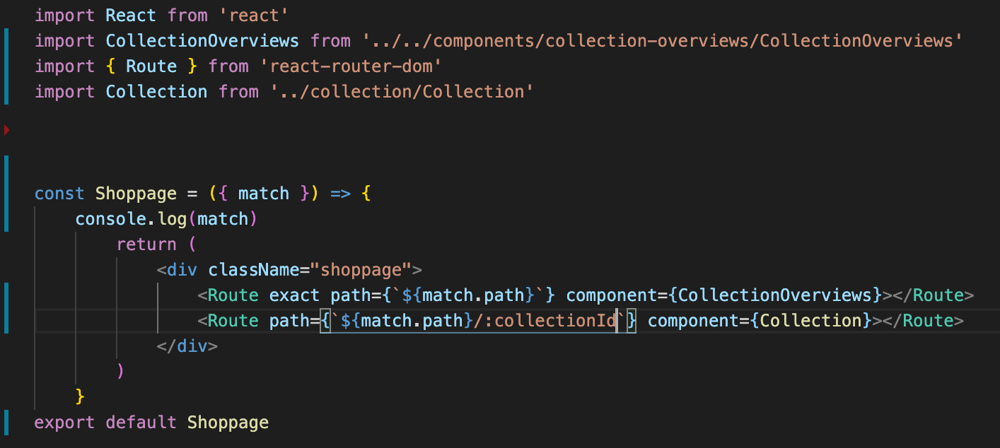 import React from 'react'
import CollectionOverviews from '../../components/collection-overviews/CollectionOverviews'
import { Route } from 'react-router-dom'
import Collection from '../collection/Collection'
const Shoppage = ({ match }) => {
console.log(match)
return (
<div className="shoppage">
<Route exact path={`${match.path}`} component={CollectionOverviews}></Route>
<Route path={`${match.path}/:collectionId`} component={Collection}></Route>
</div>
)
}
export default Shoppage